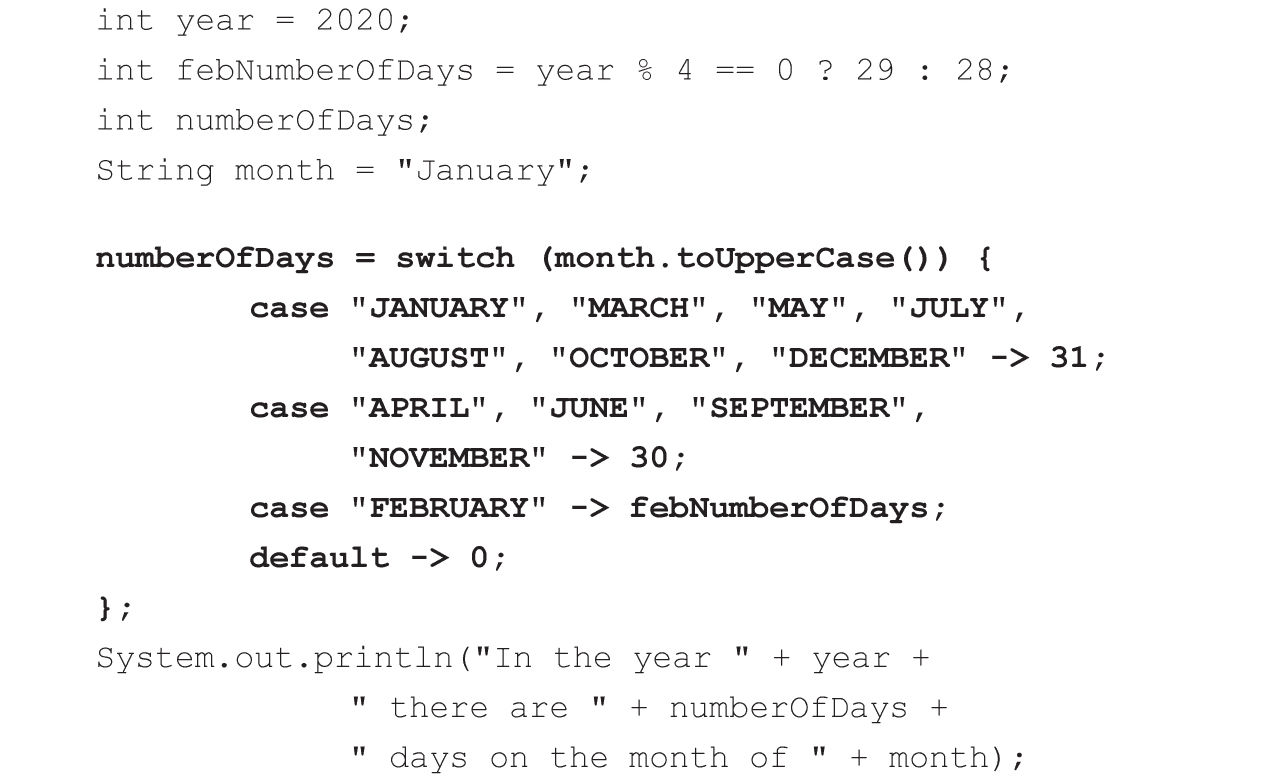 int year = 2020;
int febNumberOfDays = year % 4 == 0 ? 29 : 28;
int numberOfDays;
String month = "January";
numberOfDays = switch (month.toUpperCase()) {
case "JANUARY", "MARCH", "MAY", "JULY",
"AUGUST", "OCTOBER", "DECEMBER" -> 31;
case "APRIL", "JUNE", "SEPTEMBER",
"NOVEMBER" -> 30;
case "FEBRUARY" -> febNumberOfDays;
default -> 0;
};
System.out.println("In the year " + year +
" there are " + numberOfDays +
" days on the month of " + month);